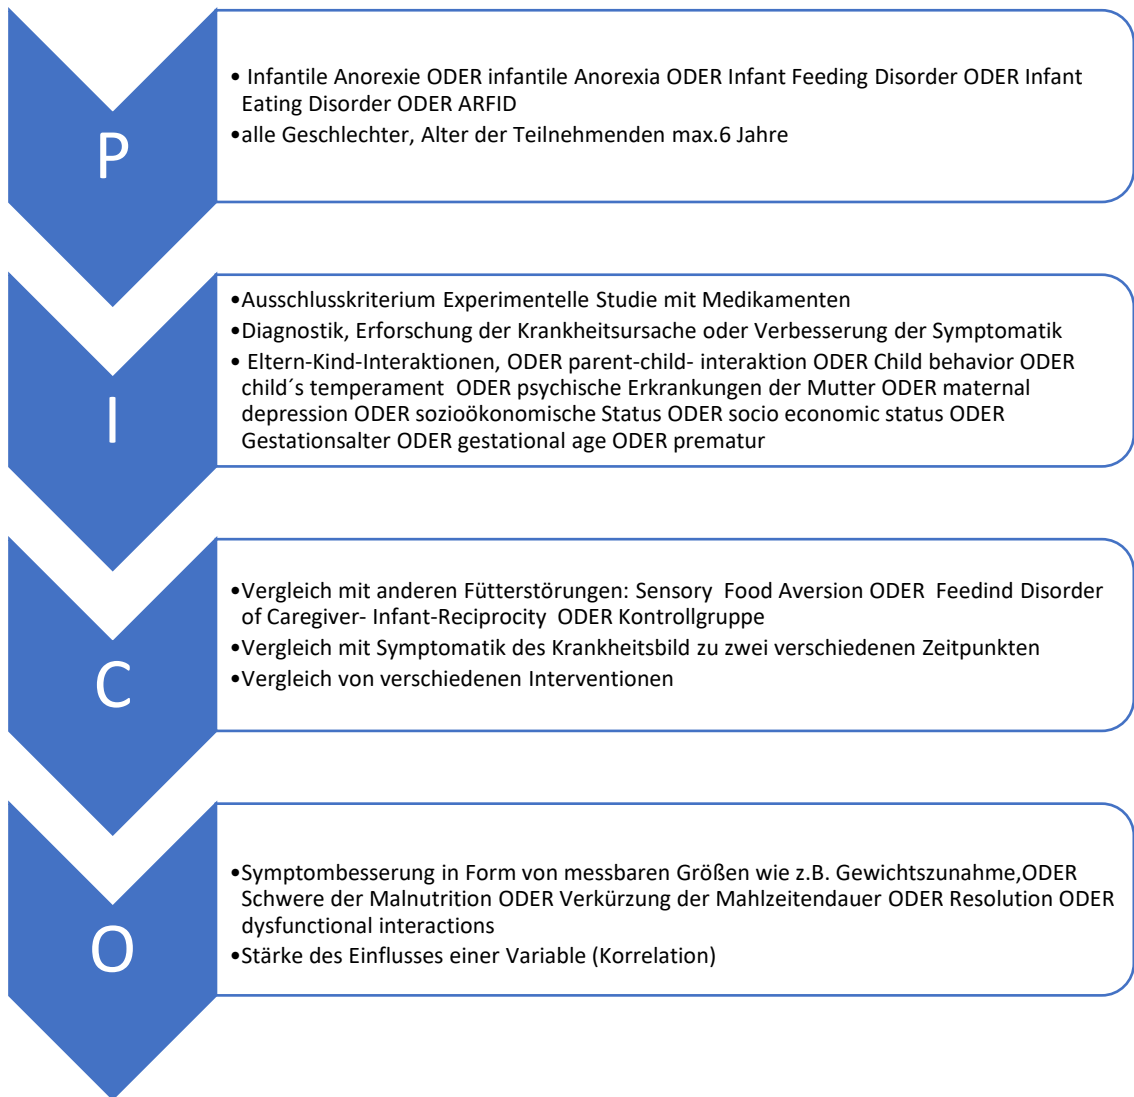 P
• Infantile Anorexie ODER infantile Anorexia ODER Infant Feeding Disorder ODER Infant
Eating Disorder ODER ARFID
•alle Geschlechter, Alter der Teilnehmenden max.6 Jahre
I
•Ausschlusskriterium Experimentelle Studie mit Medikamenten
•Diagnostik, Erforschung der Krankheitsursache oder Verbesserung der Symptomatik
• Eltern-Kind-Interaktionen, ODER parent-child- interaktion ODER Child behavior ODER
child´s temperament ODER psychische Erkrankungen der Mutter ODER maternal
depression ODER sozioökonomische Status ODER socio economic status ODER
Gestationsalter ODER gestational age ODER prematur
C
•Vergleich mit anderen Fütterstörungen: Sensory Food Aversion ODER Feedind Disorder
of Caregiver- Infant-Reciprocity ODER Kontrollgruppe
•Vergleich mit Symptomatik des Krankheitsbild zu zwei verschiedenen Zeitpunkten
•Vergleich von verschiedenen Interventionen
O
•Symptombesserung in Form von messbaren Größen wie z.B. Gewichtszunahme,ODER
Schwere der Malnutrition ODER Verkürzung der Mahlzeitendauer ODER Resolution ODER
dysfunctional interactions
•Stärke des Einflusses einer Variable (Korrelation)